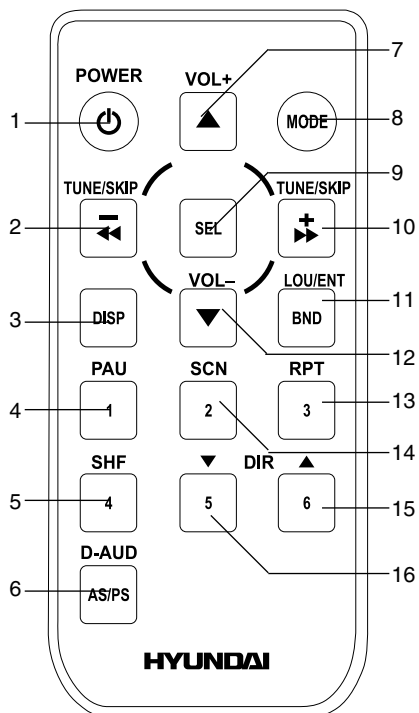 7
POWER VOL+
1 MODE 8
9
TUNE/SKIP TUNE/SKIP
− +
2 SEL 10
VOL− LOU/ENT
11
3 DISP BND
12
PAU SCN RPT
4 1 2 3 13
14
SHF ▼ DIR ▲
5 4 5 6 15
16
D-AUD
6 AS/PS
HYUNDAI